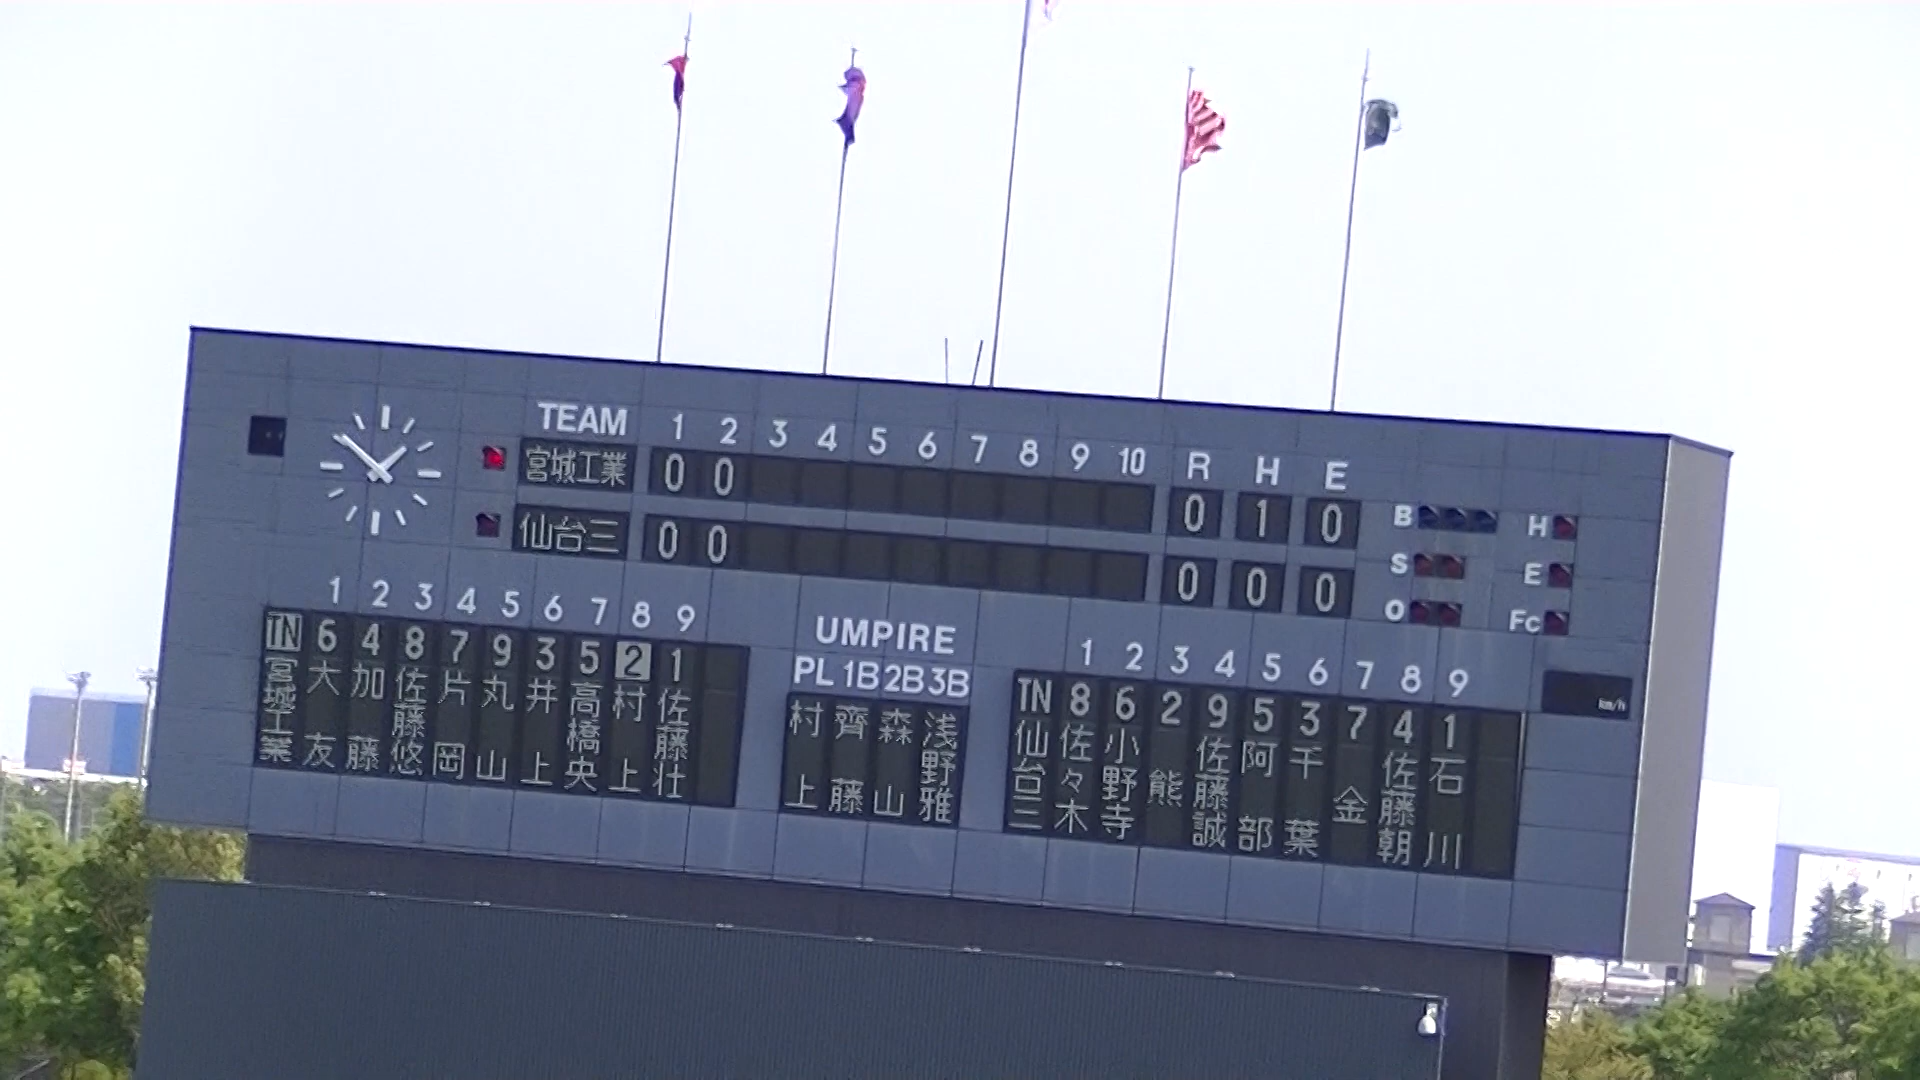 TEAM 1 2 3 4 5 6 7 8 9 10 R H E
宮城工業 0 0 0 1 0
仙台三 0 0 0 0 0
B H
S E
O Fc
1 2 3 4 5 6 7 8 9
TN 6 4 8 7 9 3 5 2 1
宮城工業
大友
加藤
佐藤悠
片岡
丸山
井上
高橋央
村上
佐藤壮
UMPIRE
PL 1B 2B 3B
村上
齊藤
森山
浅野雅
1 2 3 4 5 6 7 8 9
TN 8 6 2 9 5 3 7 4 1
仙台三
佐々木
小野寺
熊
佐藤誠
阿部
千葉
金
佐藤朝
石川
km/h